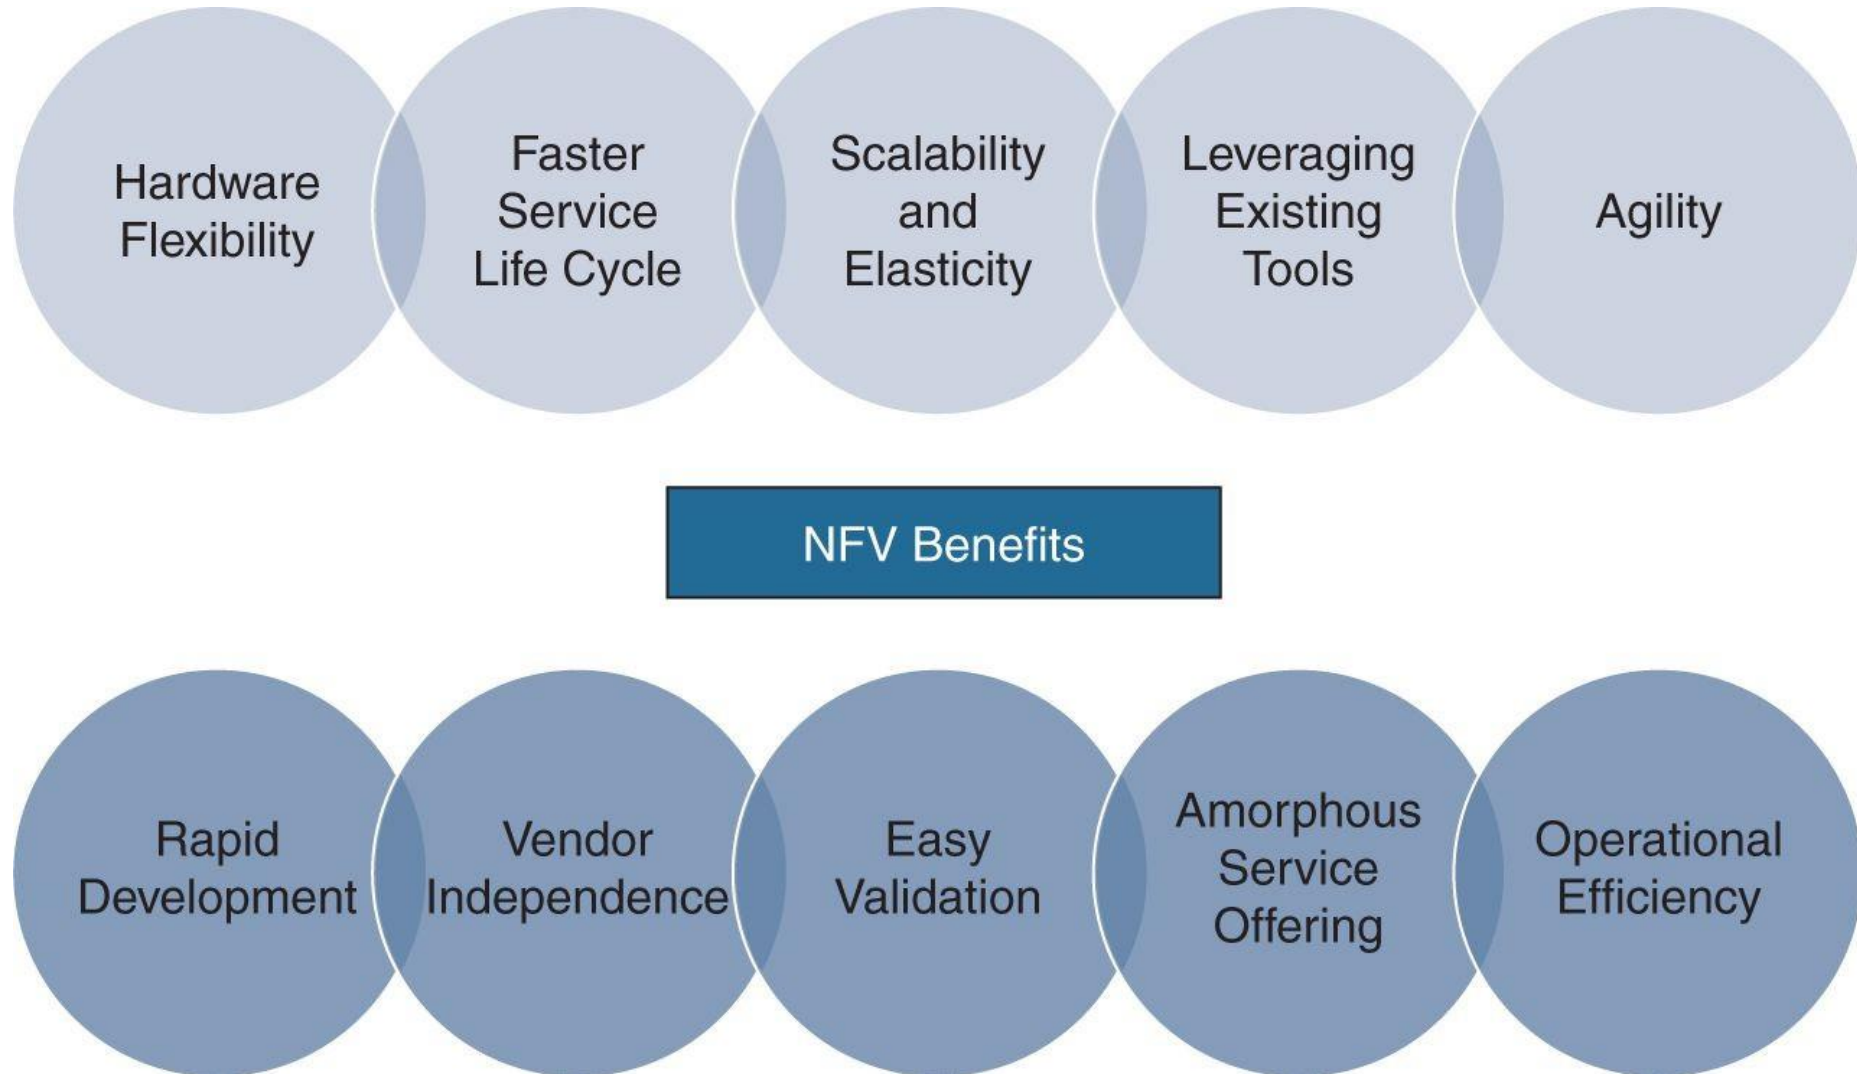 Hardware
Flexibility
Faster
Service
Life Cycle
Scalability
and
Elasticity
Leveraging
Existing
Tools
Agility
NFV Benefits
Rapid
Development
Vendor
Independence
Easy
Validation
Amorphous
Service
Offering
Operational
Efficiency